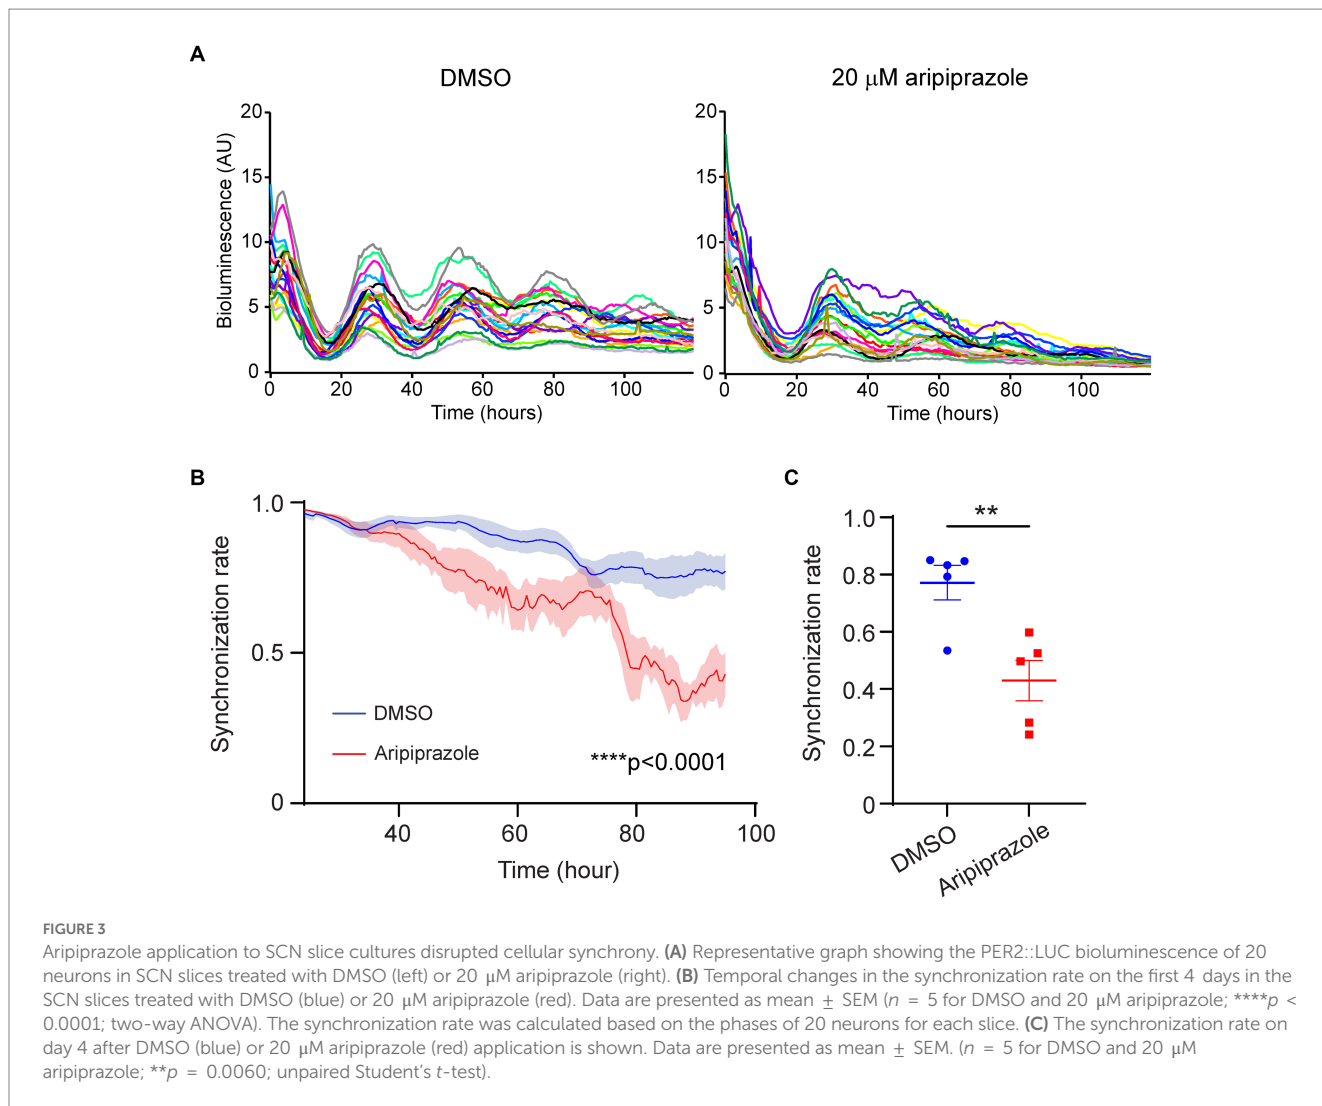 A
DMSO
20 μM aripiprazole
Bioluminescence (AU)
20
15
10
5
0
0 20 40 60 80 100
Time (hours)
20
15
10
5
0
0 20 40 60 80 100
Time (hours)
B
Synchronization rate
1.0
0.5
0
DMSO
Aripiprazole
****p<0.0001
40 60 80 100
Time (hour)
C
**
Synchronization rate
1.0
0.8
0.6
0.4
0.2
0
DMSO
Aripiprazole
FIGURE 3
Aripiprazole application to SCN slice cultures disrupted cellular synchrony. (A) Representative graph showing the PER2::LUC bioluminescence of 20
neurons in SCN slices treated with DMSO (left) or 20 μM aripiprazole (right). (B) Temporal changes in the synchronization rate on the first 4 days in the
SCN slices treated with DMSO (blue) or 20 μM aripiprazole (red). Data are presented as mean ± SEM (n = 5 for DMSO and 20 μM aripiprazole; ****p <
0.0001; two-way ANOVA). The synchronization rate was calculated based on the phases of 20 neurons for each slice. (C) The synchronization rate on
day 4 after DMSO (blue) or 20 μM aripiprazole (red) application is shown. Data are presented as mean ± SEM. (n = 5 for DMSO and 20 μM
aripiprazole; **p = 0.0060; unpaired Student's t-test).